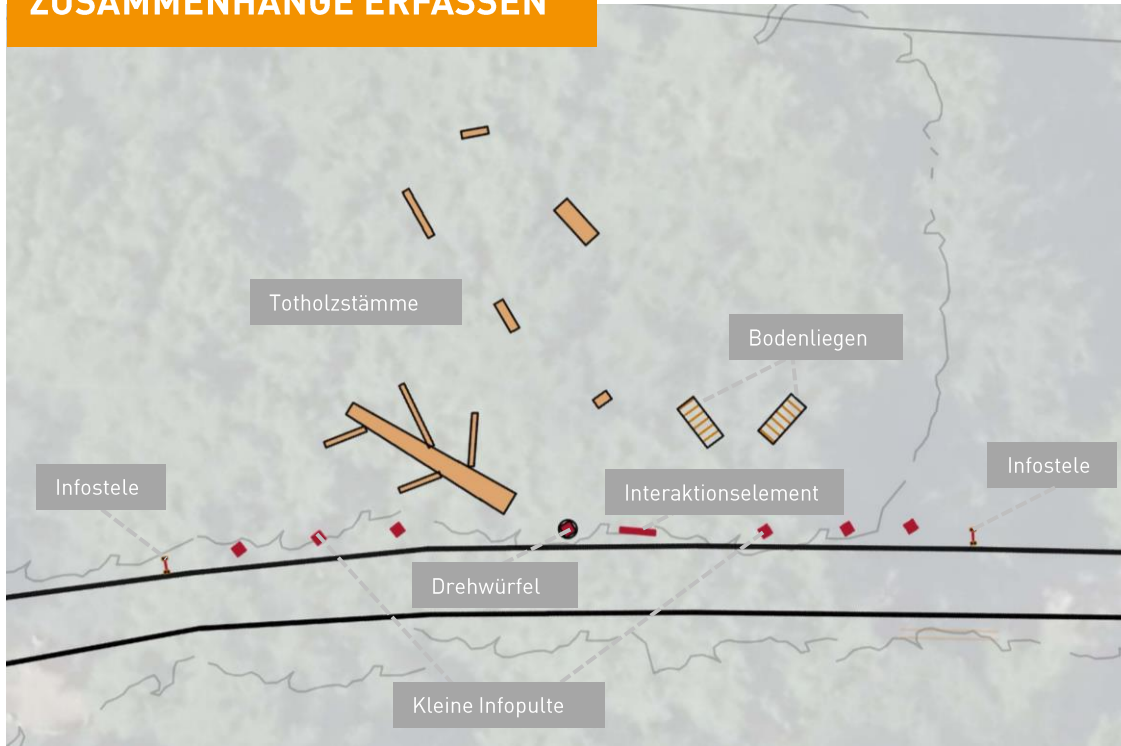 ZUSAMMENHÄNGE ERFASSEN
Totholzstämme
Bodenliegen
Infostele
Infostele
Interaktionselement
Drehwürfel
Kleine Infopulte